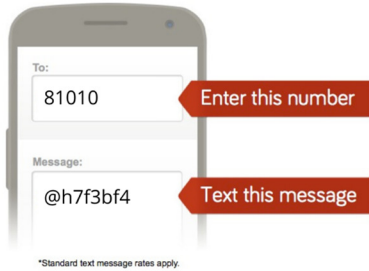 To:
81010
Enter this number
Message:
@h7f3bf4
Text this message
*Standard text message rates apply.